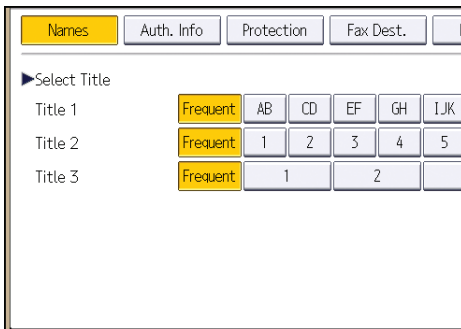 Names Auth. Info Protection Fax Dest.
▶Select Title
Title 1 Frequent AB CD EF GH IJK
Title 2 Frequent 1 2 3 4 5
Title 3 Frequent 1 2